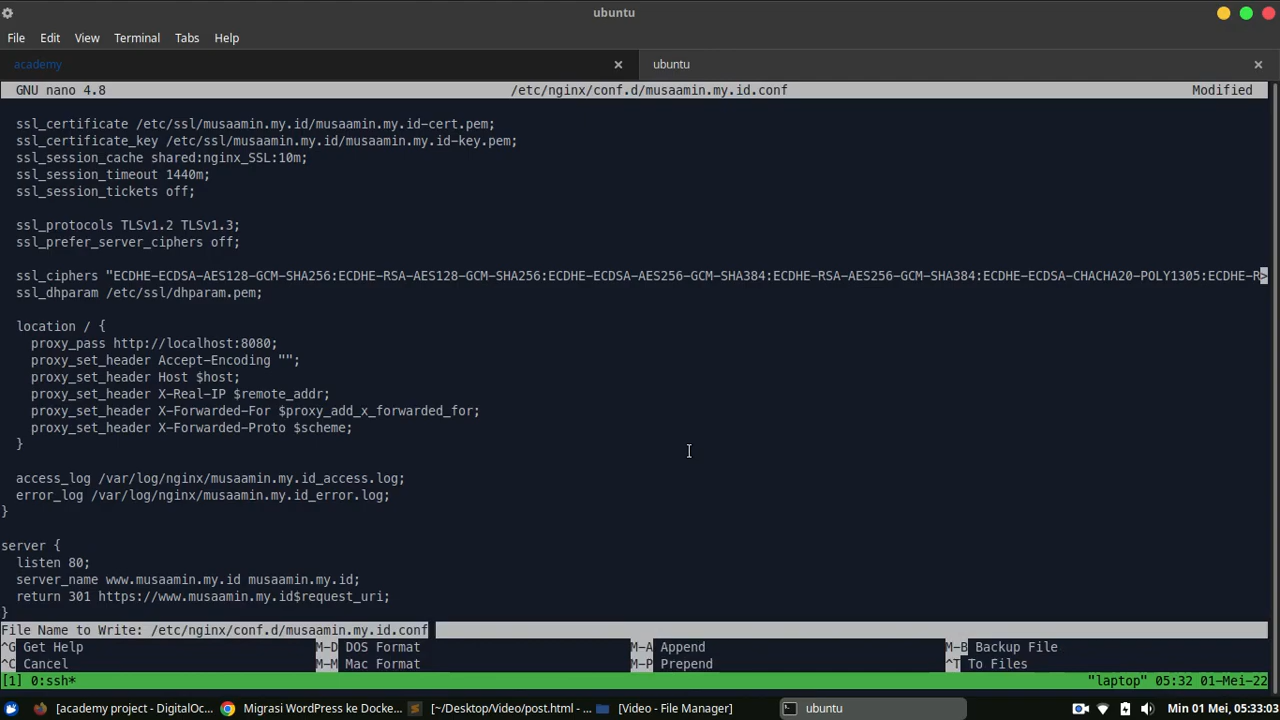 ubuntu
File Edit View Terminal Tabs Help
academy ubuntu
GNU nano 4.8 /etc/nginx/conf.d/musaamin.my.id.conf Modified
ssl_certificate /etc/ssl/musaamin.my.id/musaamin.my.id-cert.pem;
ssl_certificate_key /etc/ssl/musaamin.my.id/musaamin.my.id-key.pem;
ssl_session_cache shared:nginx_SSL:10m;
ssl_session_timeout 1440m;
ssl_session_tickets off;
ssl_protocols TLSv1.2 TLSv1.3;
ssl_prefer_server_ciphers off;
ssl_ciphers "ECDHE-ECDSA-AES128-GCM-SHA256:ECDHE-RSA-AES128-GCM-SHA256:ECDHE-ECDSA-AES256-GCM-SHA384:ECDHE-RSA-AES256-GCM-SHA384:ECDHE-ECDSA-CHACHA20-POLY1305:ECDHE-R>
ssl_dhparam /etc/ssl/dhparam.pem;
location / {
proxy_pass http://localhost:8080;
proxy_set_header Accept-Encoding "";
proxy_set_header Host $host;
proxy_set_header X-Real-IP $remote_addr;
proxy_set_header X-Forwarded-For $proxy_add_x_forwarded_for;
proxy_set_header X-Forwarded-Proto $scheme;
}
access_log /var/log/nginx/musaamin.my.id_access.log;
error_log /var/log/nginx/musaamin.my.id_error.log;
}
server {
listen 80;
server_name www.musaamin.my.id musaamin.my.id;
return 301 https://www.musaamin.my.id$request_uri;
}
File Name to Write: /etc/nginx/conf.d/musaamin.my.id.conf
^G Get Help M-D DOS Format M-A Append M-B Backup File
^C Cancel M-M Mac Format M-P Prepend ^T To Files
[1] 0:ssh* "laptop" 05:32 01-Mei-22
[academy project - DigitalOc... Migrasi WordPress ke Docke... [~/Desktop/Video/post.html - ... [Video - File Manager] ubuntu Min 01 Mei, 05:33:03